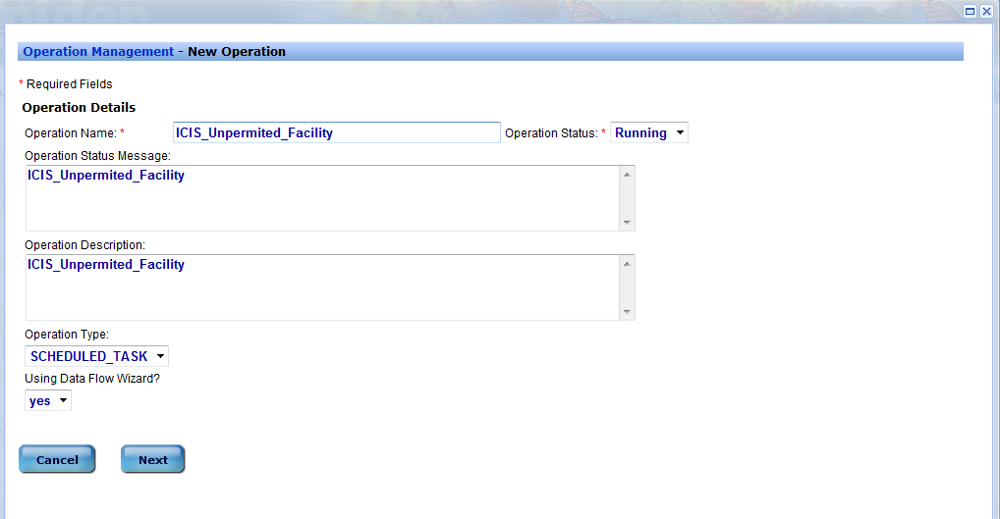 Operation Management - New Operation
* Required Fields
Operation Details
Operation Name: * ICIS_Unpermited_Facility Operation Status: * Running
Operation Status Message:
ICIS_Unpermited_Facility
Operation Description:
ICIS_Unpermited_Facility
Operation Type:
SCHEDULED_TASK
Using Data Flow Wizard?
yes
Cancel Next